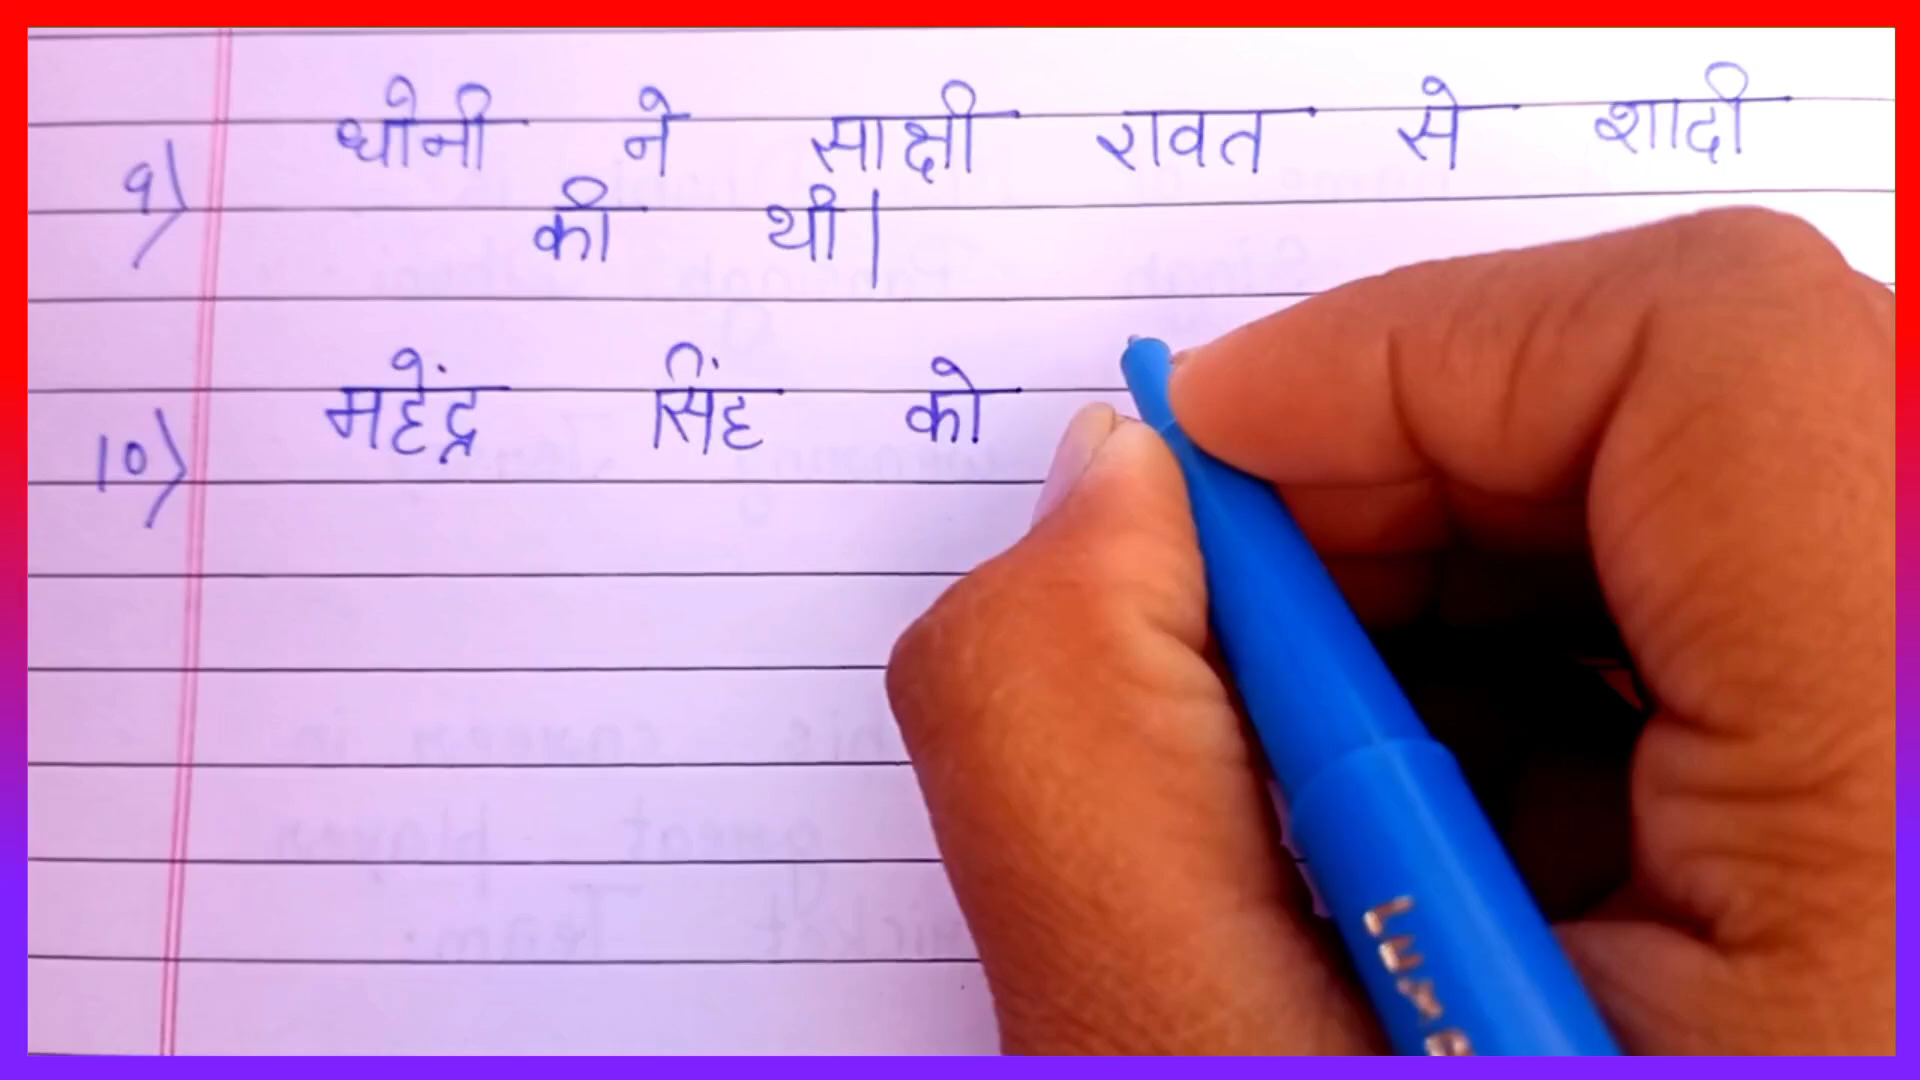 9) धोनी ने साक्षी रावत से शादी
की थी|
10) महेंद्र सिंह को